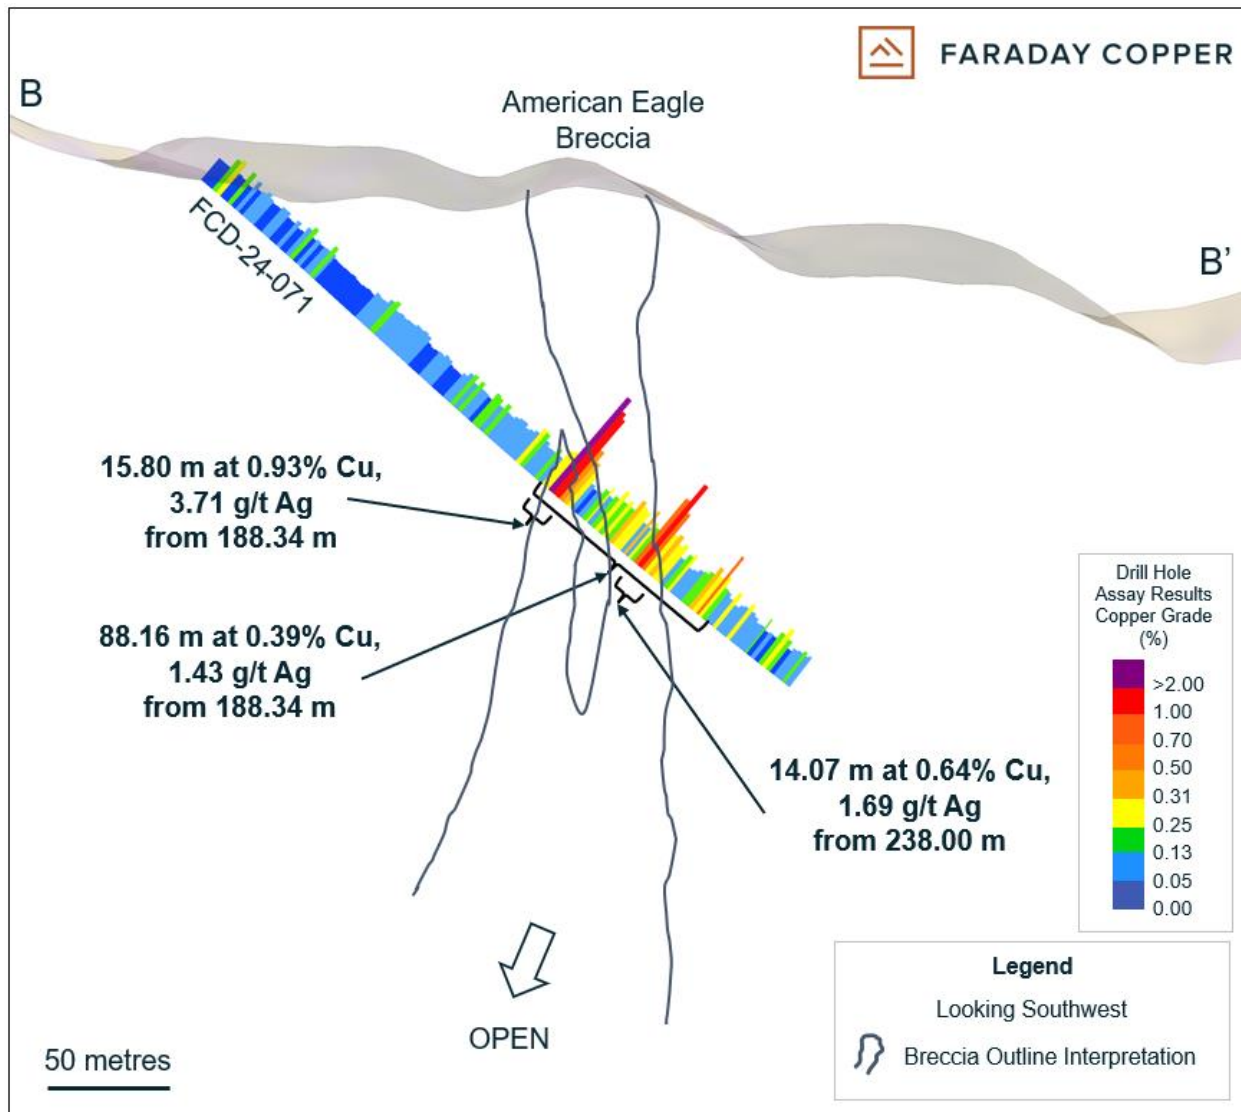 FARADAY COPPER
B
American Eagle
Breccia
B’
FCD-24-071
15.80 m at 0.93% Cu,
3.71 g/t Ag
from 188.34 m
88.16 m at 0.39% Cu,
1.43 g/t Ag
from 188.34 m
14.07 m at 0.64% Cu,
1.69 g/t Ag
from 238.00 m
Drill Hole
Assay Results
Copper Grade
(%)
>2.00
1.00
0.70
0.50
0.31
0.25
0.13
0.05
0.00
OPEN
50 metres
Legend
Looking Southwest
Breccia Outline Interpretation